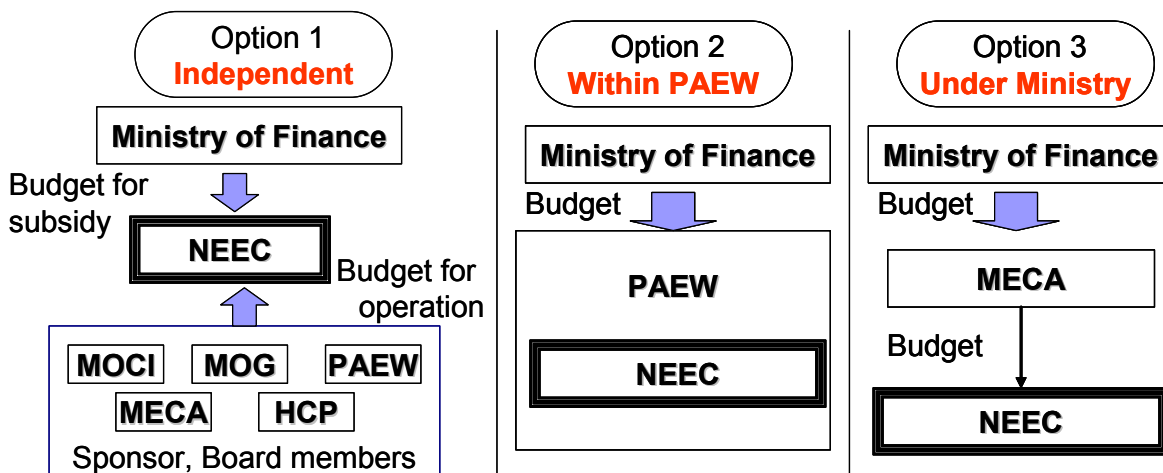 Option 1
Independent
Ministry of Finance
Budget for
subsidy
NEEC
Budget for
operation
MOCI MOG PAEW
MECA HCP
Sponsor, Board members
Option 2
Within PAEW
Ministry of Finance
Budget
PAEW
NEEC
Option 3
Under Ministry
Ministry of Finance
Budget
MECA
Budget
NEEC